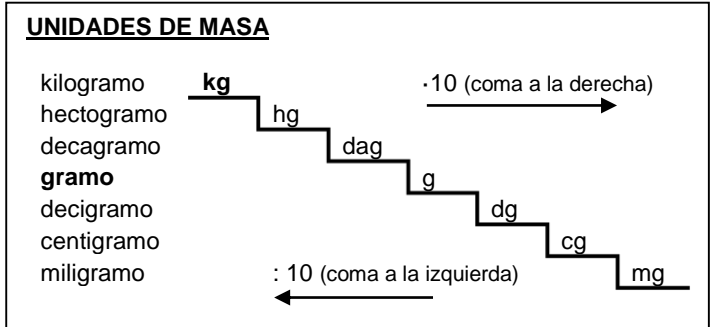 UNIDADES DE MASA
kilogramo kg ·10 (coma a la derecha)
hectogramo hg
decagramo dag
gramo g
decigramo dg
centigramo cg
miligramo : 10 (coma a la izquierda) mg